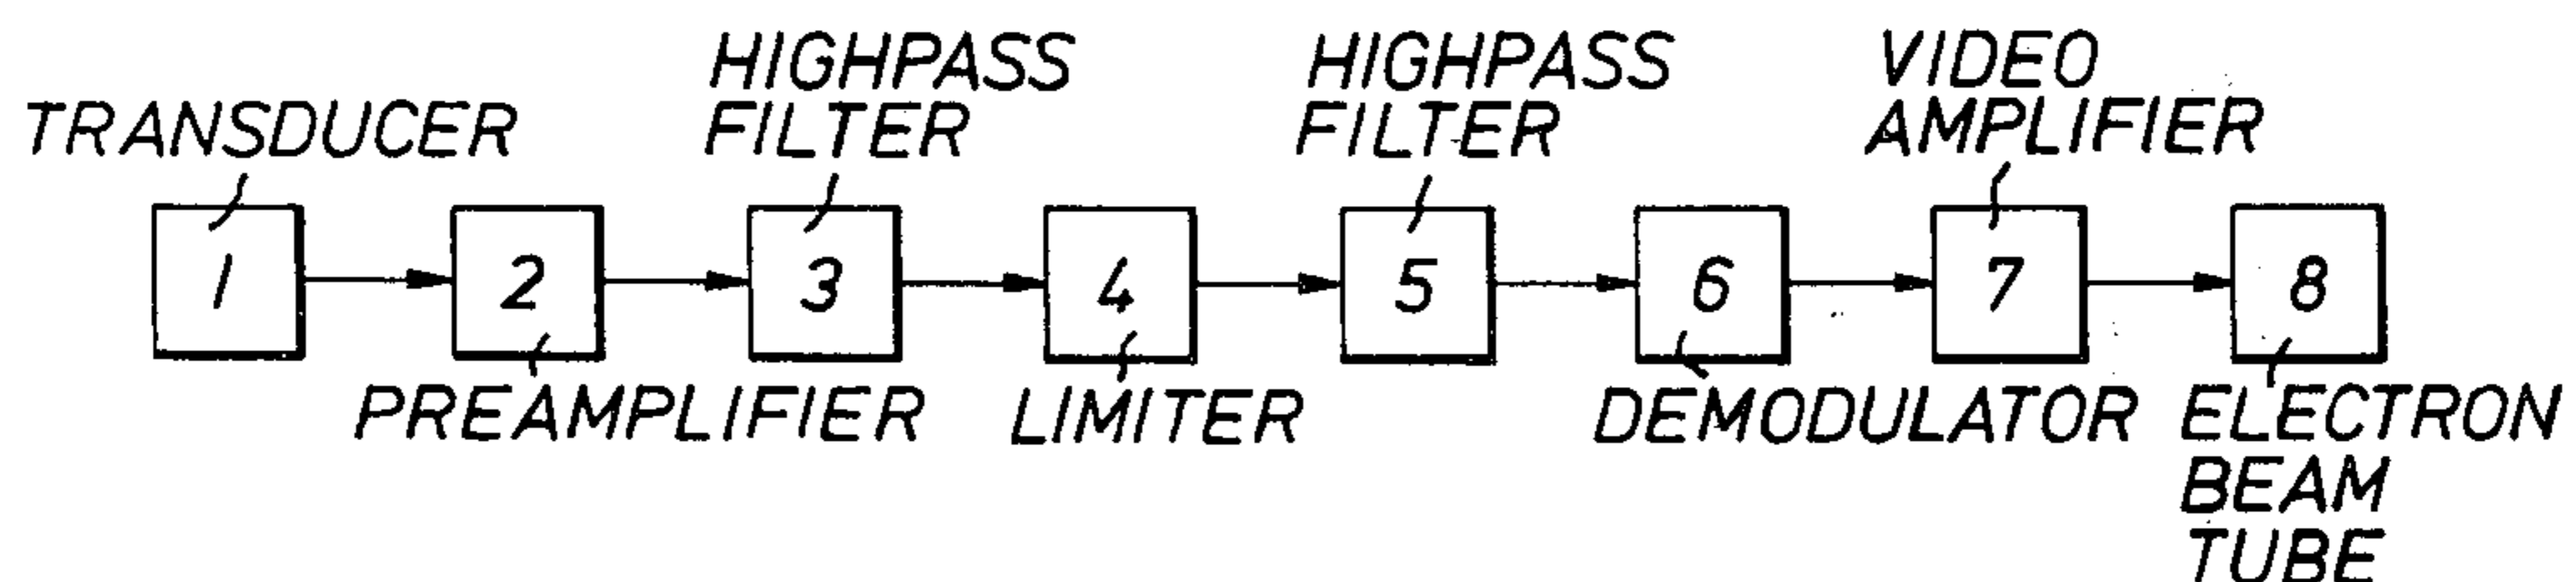 TRANSDUCER
HIGHPASS
FILTER
HIGHPASS
FILTER
VIDEO
AMPLIFIER
1
2
3
4
5
6
7
8
PREAMPLIFIER
LIMITER
DEMODULATOR
ELECTRON
BEAM
TUBE